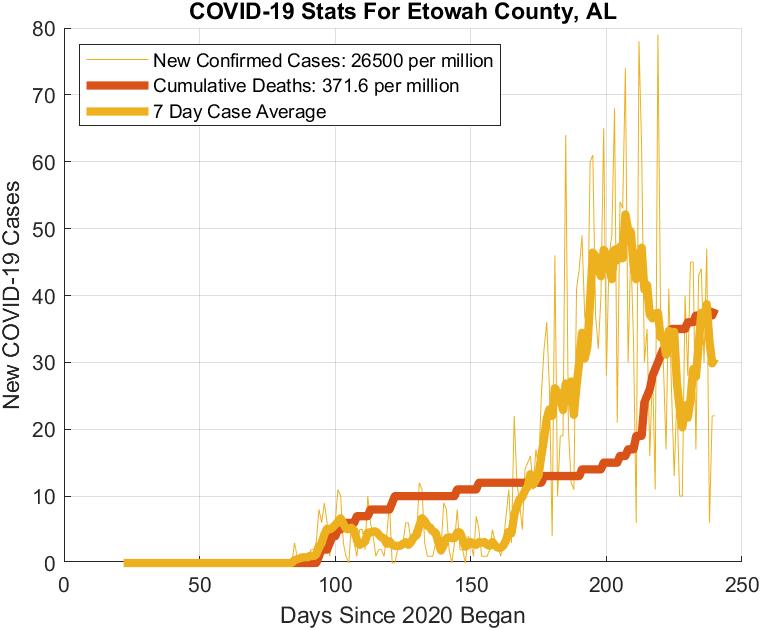 COVID-19 Stats For Etowah County, AL
New Confirmed Cases: 26500 per million
Cumulative Deaths: 371.6 per million
7 Day Case Average
New COVID-19 Cases
80
70
60
50
40
30
20
10
0
0 50 100 150 200 250
Days Since 2020 Began